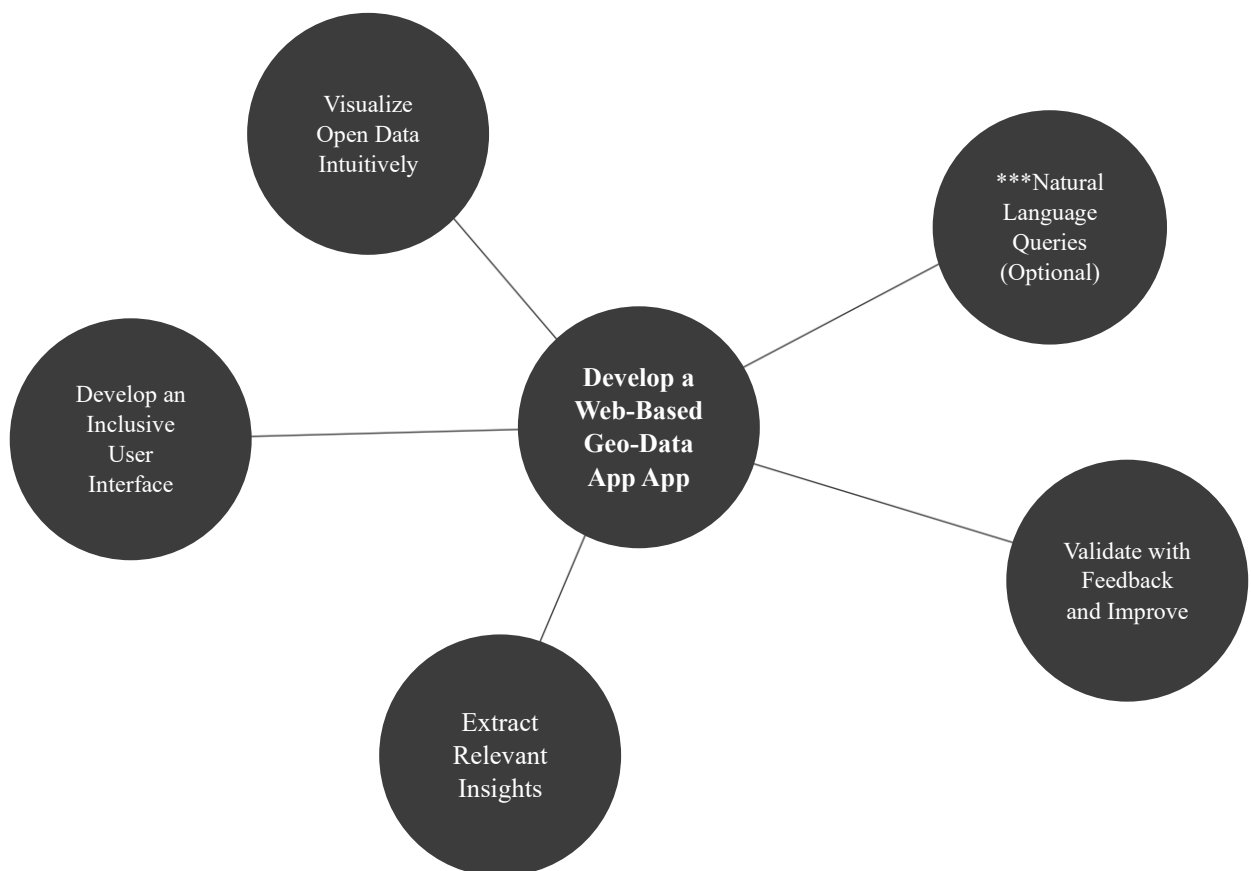 Visualize
Open Data
Intuitively
***Natural
Language
Queries
(Optional)
Develop an
Inclusive
User
Interface
Develop a
Web-Based
Geo-Data
App App
Validate with
Feedback
and Improve
Extract
Relevant
Insights